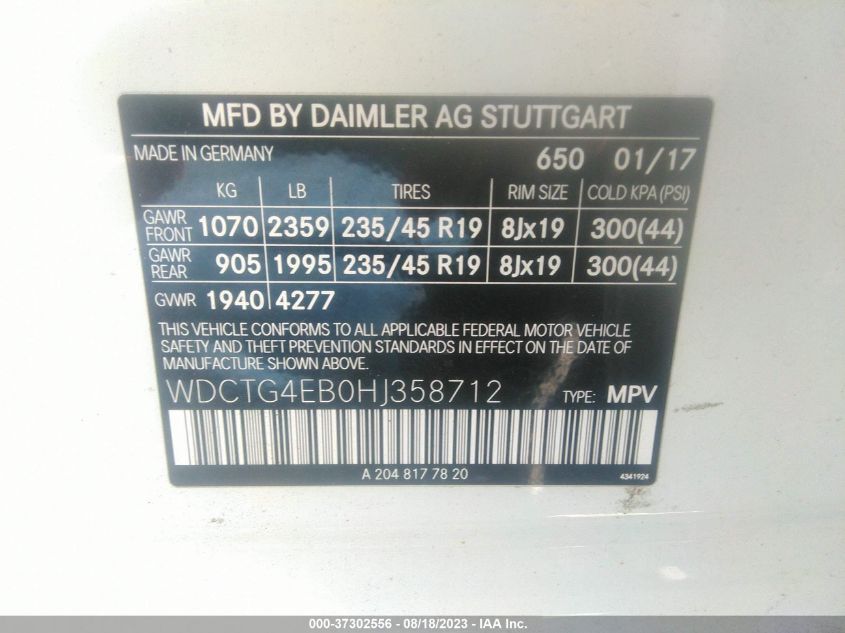 MFD BY DAIMLER AG STUTTGART
MADE IN GERMANY 650 01/17
KG LB TIRES RIM SIZE COLD KPA (PSI)
GAWR FRONT 1070 2359 235/45 R19 8Jx19 300(44)
GAWR REAR 905 1995 235/45 R19 8Jx19 300(44)
GVWR 1940 4277
THIS VEHICLE CONFORMS TO ALL APPLICABLE FEDERAL MOTOR VEHICLE
SAFETY AND THEFT PREVENTION STANDARDS IN EFFECT ON THE DATE OF
MANUFACTURE SHOWN ABOVE.
WDCTG4EB0HJ358712 TYPE: MPV
A 204 817 78 20 4341924
000-37302556 - 08/18/2023 - IAA Inc.